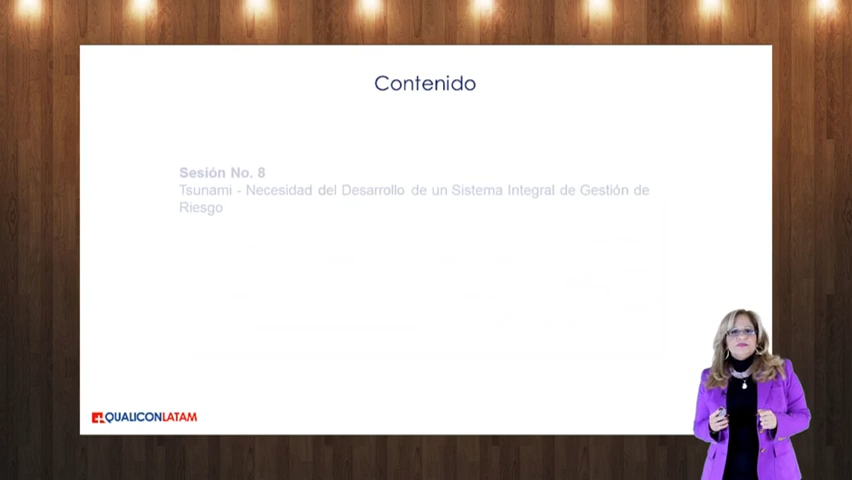 Contenido
Sesión No. 8
Tsunami - Necesidad del Desarrollo de un Sistema Integral de Gestión de
Riesgo
QUALICONLATAM